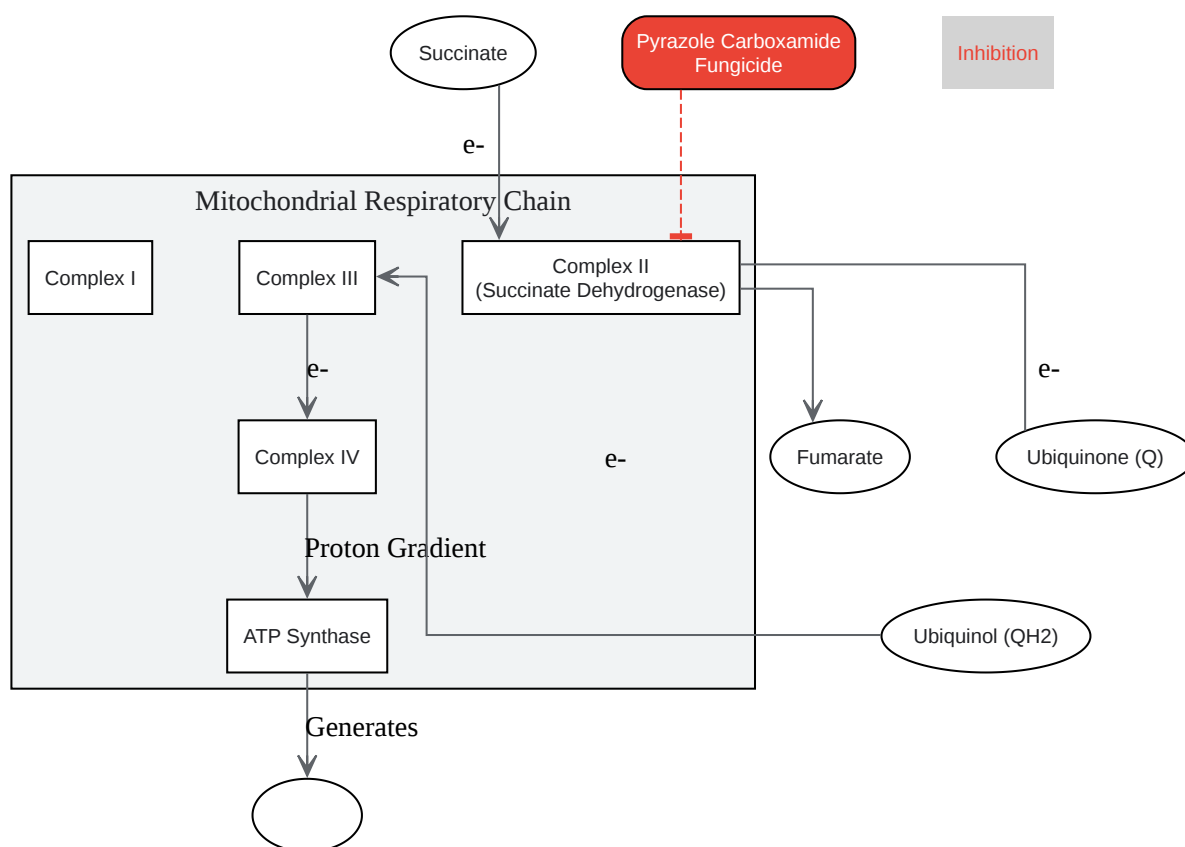 Succinate
Pyrazole Carboxamide
Fungicide
Inhibition
e-
Mitochondrial Respiratory Chain
Complex I
Complex III
Complex II
(Succinate Dehydrogenase)
e-
e-
Complex IV
e-
Fumarate
Ubiquinone (Q)
Proton Gradient
ATP Synthase
Ubiquinol (QH2)
Generates